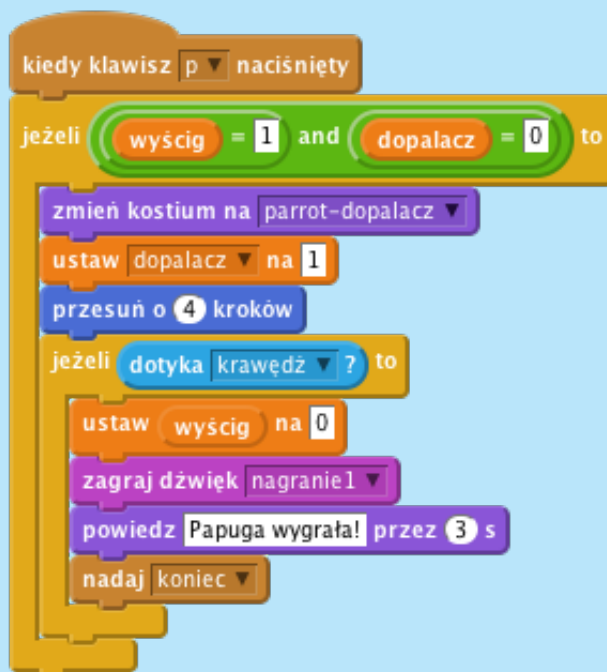 kiedy klawisz p naciśnięty
jeżeli wyścig = 1 and dopalacz = 0 to
zmień kostium na parrot-dopalacz
ustaw dopalacz na 1
przesuń o 4 kroków
jeżeli dotyka krawędź ? to
ustaw wyścig na 0
zagraj dźwięk nagranie1
powiedz Papuga wygrała! przez 3 s
nadaj koniec